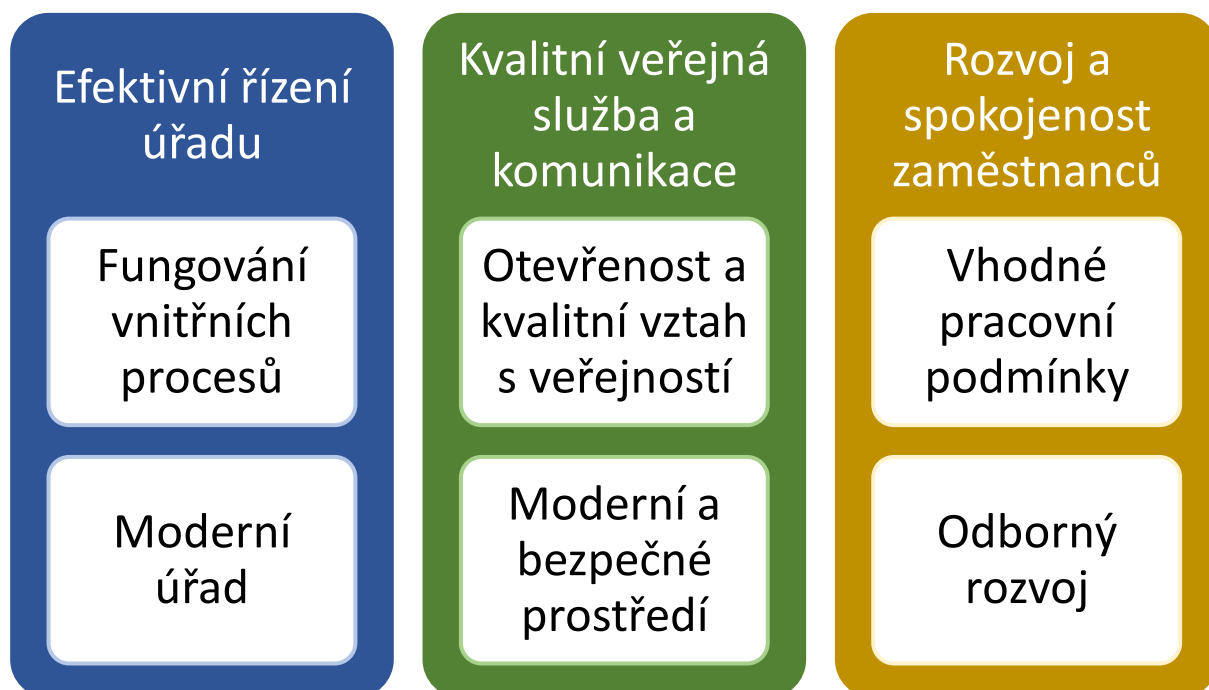 Efektivní řízení
úřadu
Fungování
vnitřních
procesů
Moderní
úřad
Kvalitní veřejná
služba a
komunikace
Otevřenost a
kvalitní vztah
s veřejností
Moderní a
bezpečné
prostředí
Rozvoj a
spokojenost
zaměstnanců
Vhodné
pracovní
podmínky
Odborný
rozvoj